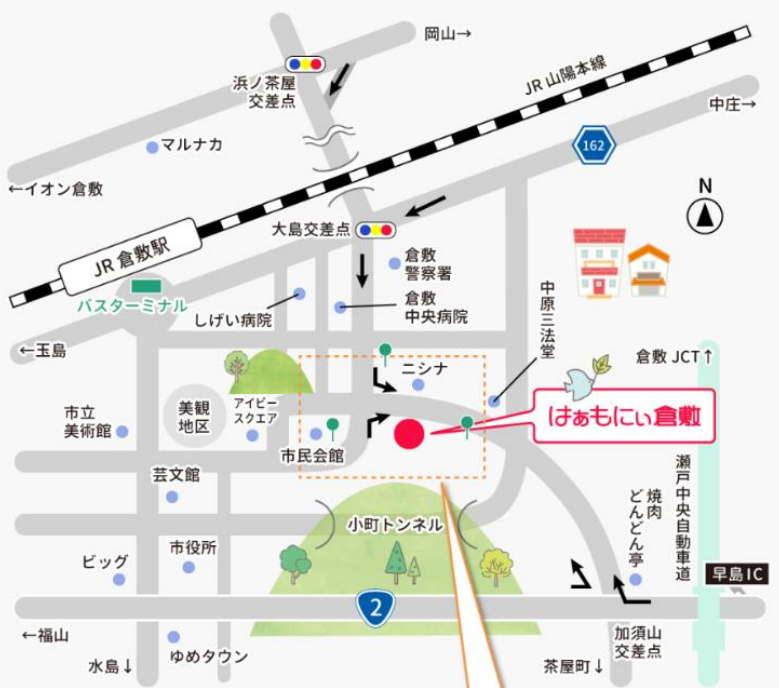 岡山→
浜ノ茶屋
交差点
JR 山陽本線
中庄→
マルナカ
162
←イオン倉敷
N
大島交差点
JR 倉敷駅
倉敷
警察署
バスターミナル
しげい病院
倉敷
中央病院
中原三法堂
←玉島
倉敷 JCT↑
ニシナ
アイビー
スクエア
美観
地区
市立
美術館
はぁもにぃ倉敷
市民会館
芸文館
瀬戸中央自動車道
焼肉
どんどん亭
小町トンネル
市役所
ビッグ
早島IC
2
←福山
加須山
交差点
ゆめタウン
水島↓
茶屋町↓